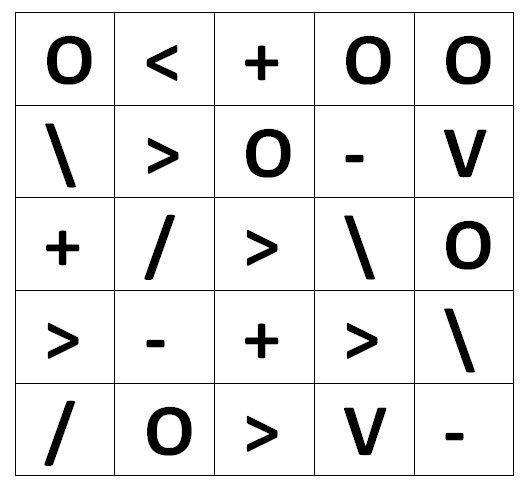 O < + O O
\ > O - V
+ / > \ O
> - + > \
/ O > V -